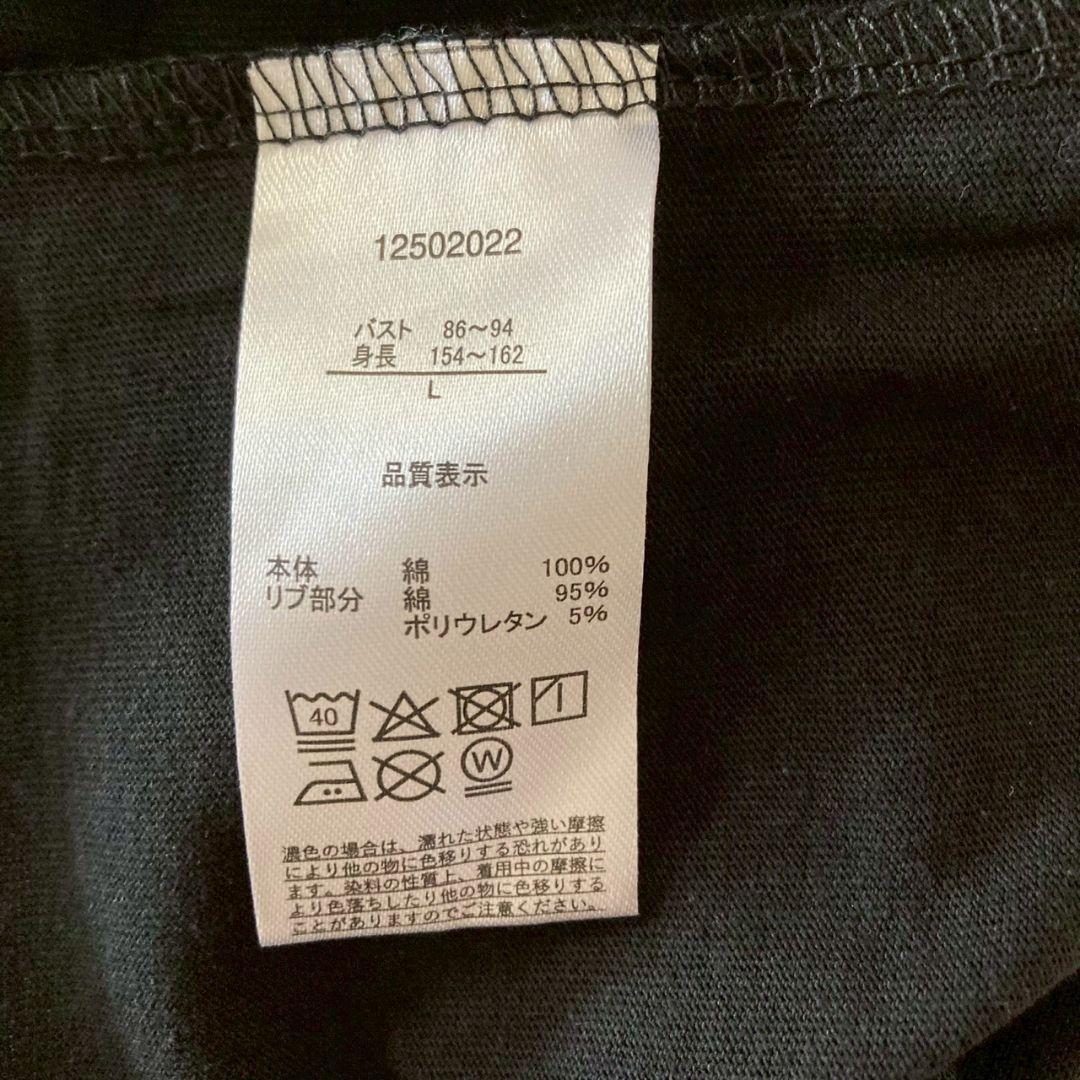 12502022
バスト 86～94
身長 154～162
L
品質表示
本体 綿 100%
リブ部分 綿 95%
ポリウレタン 5%
40
W
濃色の場合は、濡れた状態や強い摩擦
により他の物に色移りする恐れがあり
ます。染料の性質上、着用中の摩擦に
より色落ちしたり他の物に色移りする
ことがありますのでご注意ください。